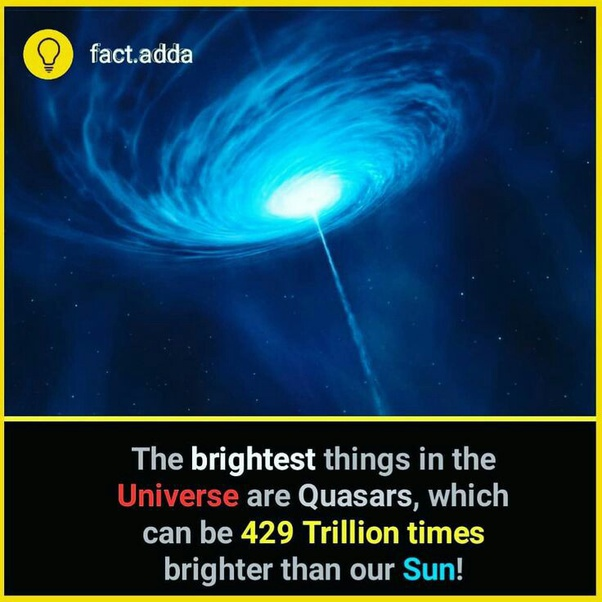 fact.adda
The brightest things in the
Universe are Quasars, which
can be 429 Trillion times
brighter than our Sun!